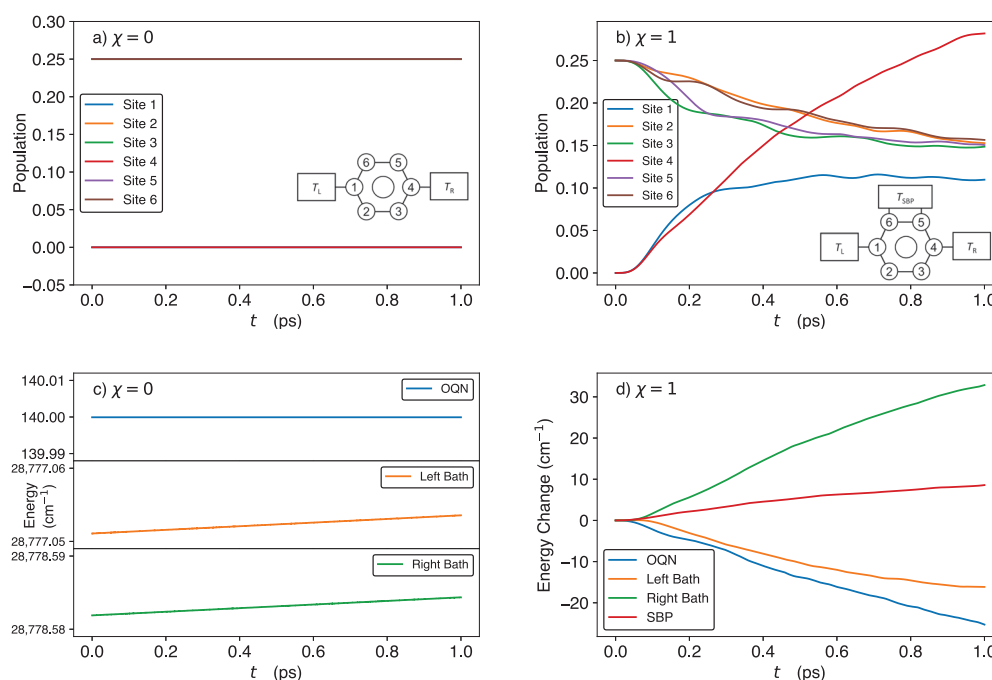 a) χ = 0
0.30
0.25
0.20
0.15
0.10
0.05
0.00
−0.05
Population
Site 1
Site 2
Site 3
Site 4
Site 5
Site 6
6 5
T_L 1 4 T_R
2 3
0.0 0.2 0.4 0.6 0.8 1.0
t (ps)
b) χ = 1
0.25
0.20
0.15
0.10
0.05
0.00
Population
Site 1
Site 2
Site 3
Site 4
Site 5
Site 6
T_SBP
6 5
T_L 1 4 T_R
2 3
0.0 0.2 0.4 0.6 0.8 1.0
t (ps)
c) χ = 0
OQN
140.01
140.00
139.99
28,777.06
Left Bath
Energy
(cm⁻¹)
28,777.05
28,778.59
Right Bath
28,778.58
0.0 0.2 0.4 0.6 0.8 1.0
t (ps)
d) χ = 1
30
20
10
0
−10
−20
Energy Change (cm⁻¹)
OQN
Left Bath
Right Bath
SBP
0.0 0.2 0.4 0.6 0.8 1.0
t (ps)